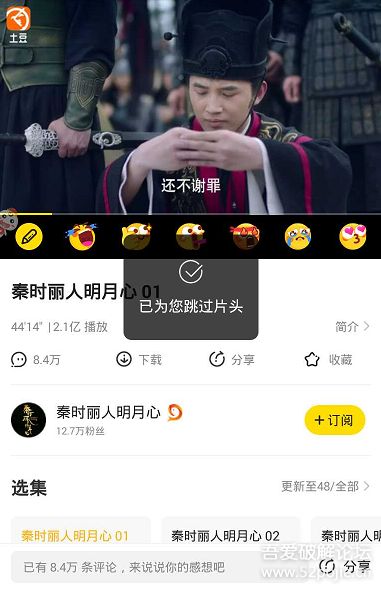 土豆
还不谢罪
秦时丽人明月心 01
已为您跳过片头
44'14" | 2.1亿 播放
简介
8.4万
下载
分享
收藏
秦时丽人明月心
12.7万粉丝
+订阅
选集
更新至48/全部
秦时丽人明月心 01
秦时丽人明月心 02
秦时丽人
已有 8.4万 条评论，来说说你的感想吧
分享
吾爱破解论坛
www.52pojie.cn